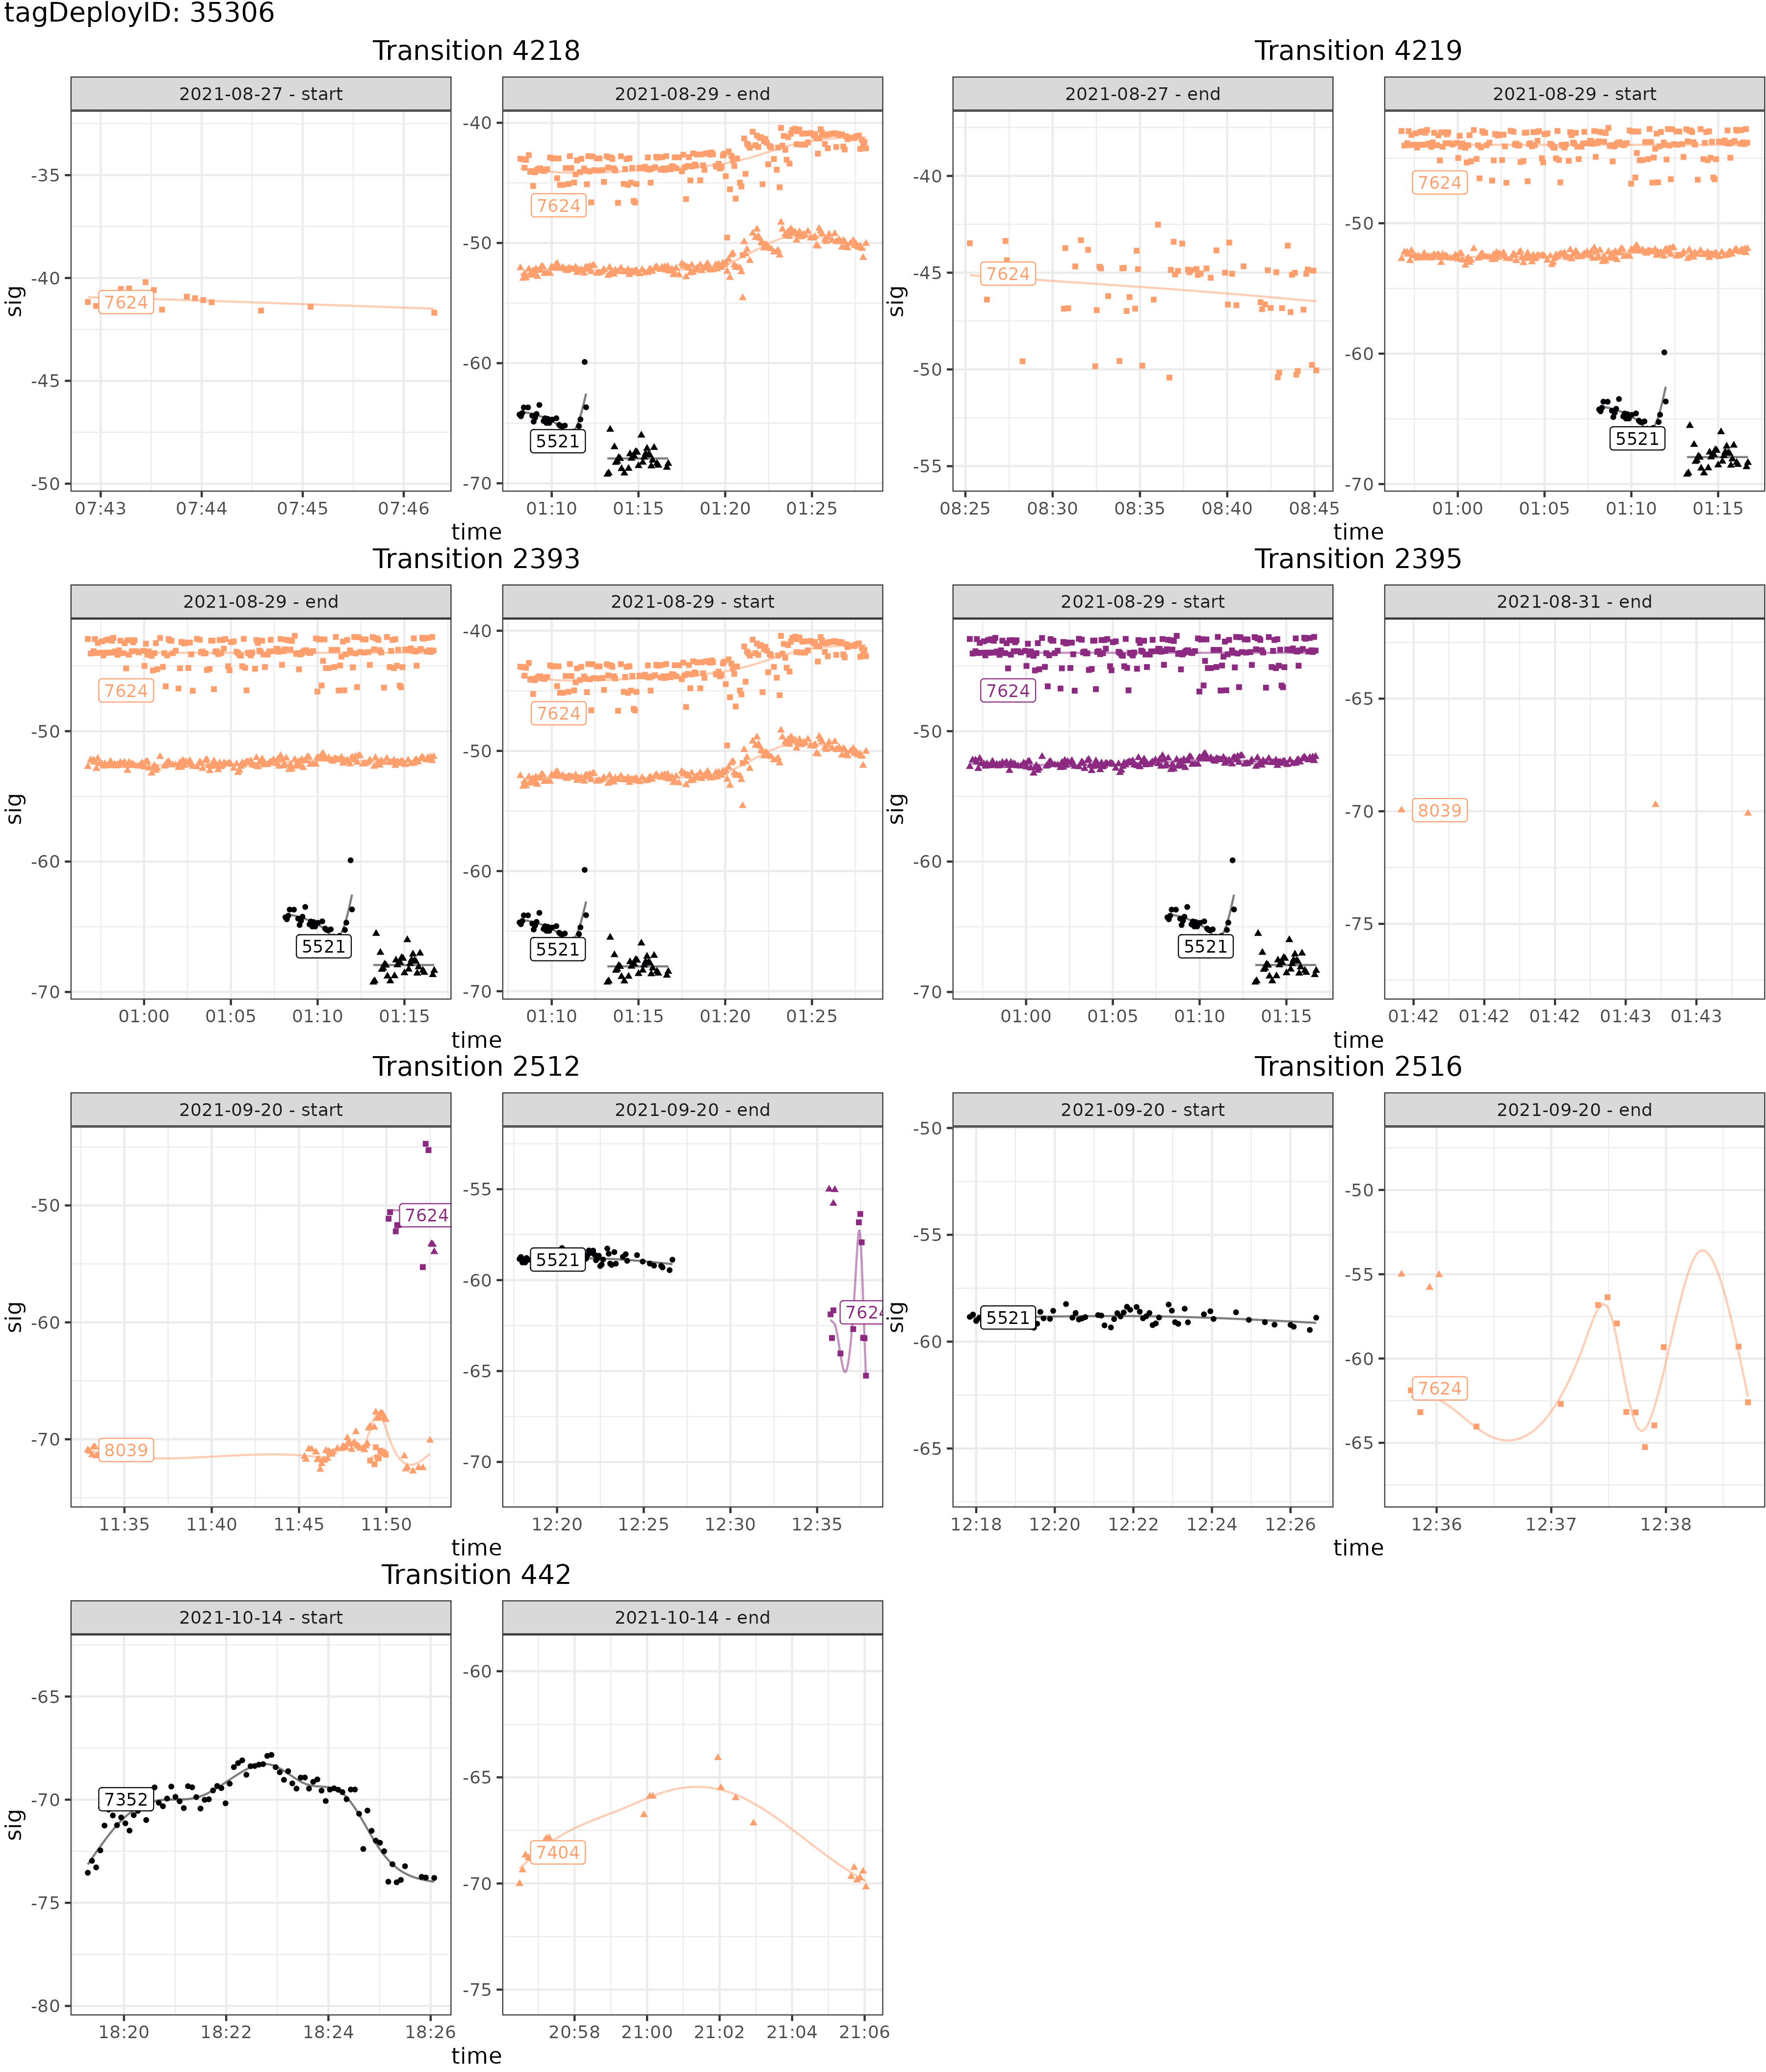 tagDeployID: 35306
Transition 4218
2021-08-27 - start
2021-08-29 - end
sig
-35
-40
-45
-50
7624
07:43 07:44 07:45 07:46
-40
-50
-60
-70
7624
5521
01:10 01:15 01:20 01:25
time
Transition 4219
2021-08-27 - end
2021-08-29 - start
sig
-40
-45
-50
-55
7624
08:25 08:30 08:35 08:40 08:45
-50
-60
-70
7624
5521
01:00 01:05 01:10 01:15
time
Transition 2393
2021-08-29 - end
2021-08-29 - start
sig
-50
-60
-70
7624
5521
01:00 01:05 01:10 01:15
-40
-50
-60
-70
7624
5521
01:10 01:15 01:20 01:25
time
Transition 2395
2021-08-29 - start
2021-08-31 - end
sig
-50
-60
-70
7624
5521
01:00 01:05 01:10 01:15
-65
-70
-75
8039
01:42 01:42 01:42 01:43 01:43
time
Transition 2512
2021-09-20 - start
2021-09-20 - end
sig
-50
-60
-70
7624
8039
11:35 11:40 11:45 11:50
-55
-60
-65
-70
5521
7624
12:20 12:25 12:30 12:35
time
Transition 2516
2021-09-20 - start
2021-09-20 - end
sig
-50
-55
-60
-65
5521
12:18 12:20 12:22 12:24 12:26
-50
-55
-60
-65
7624
12:36 12:37 12:38
time
Transition 442
2021-10-14 - start
2021-10-14 - end
sig
-65
-70
-75
-80
7352
18:20 18:22 18:24 18:26
-60
-65
-70
-75
7404
20:58 21:00 21:02 21:04 21:06
time